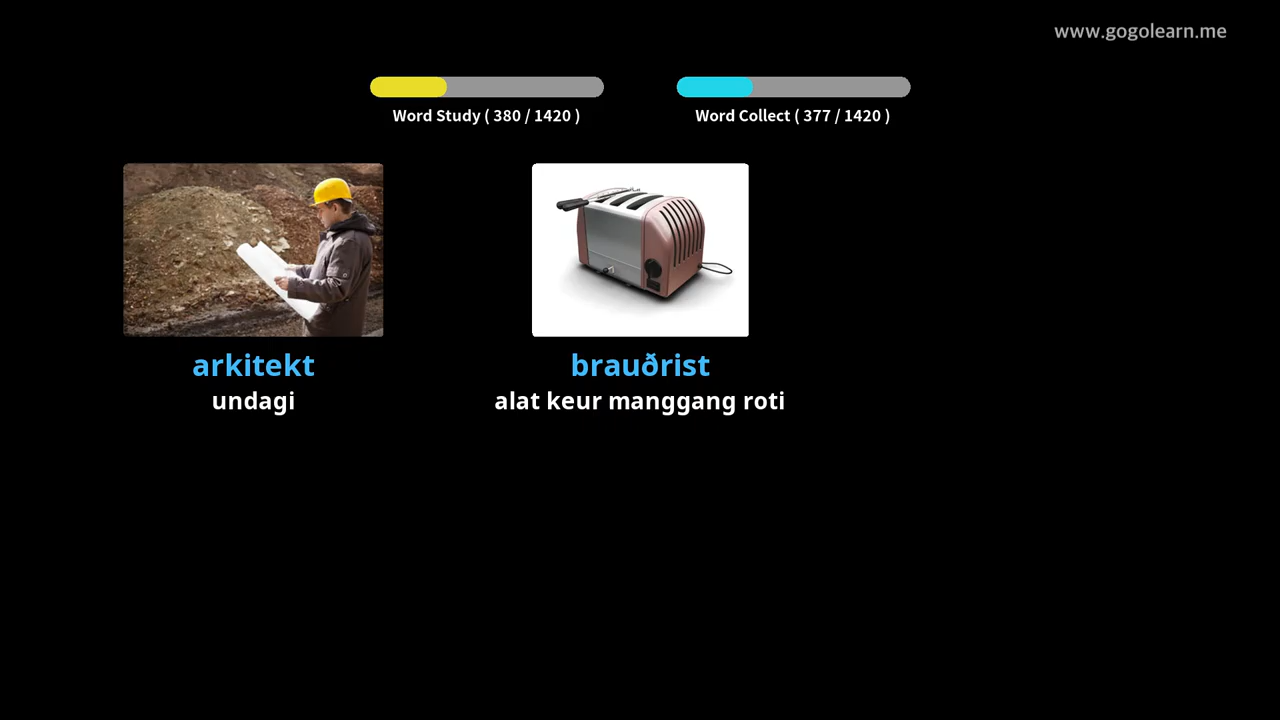 www.gogolearn.me
Word Study ( 380 / 1420 )
Word Collect ( 377 / 1420 )
arkitekt
undagi
brauðrist
alat keur manggang roti